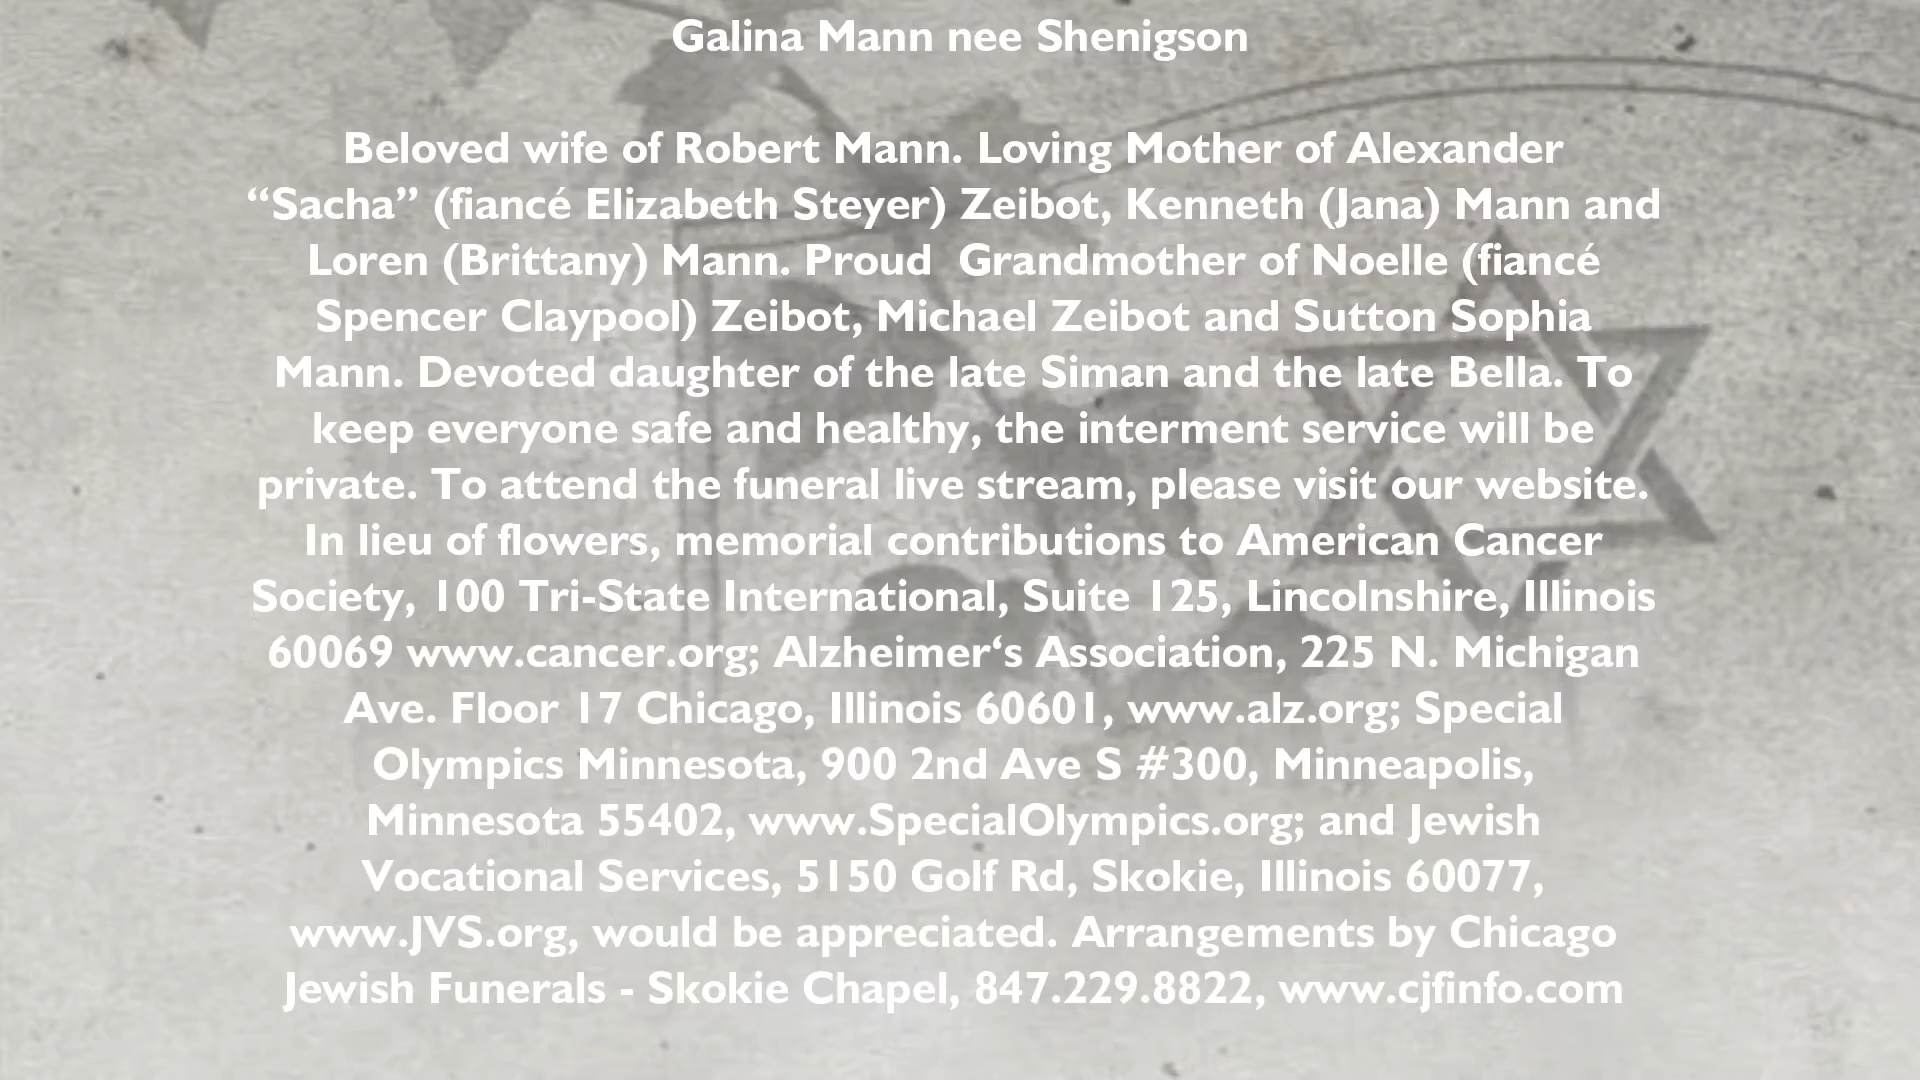 Galina Mann nee Shenigson
Beloved wife of Robert Mann. Loving Mother of Alexander
“Sacha” (fiancé Elizabeth Steyer) Zeibot, Kenneth (Jana) Mann and
Loren (Brittany) Mann. Proud  Grandmother of Noelle (fiancé
Spencer Claypool) Zeibot, Michael Zeibot and Sutton Sophia
Mann. Devoted daughter of the late Siman and the late Bella. To
keep everyone safe and healthy, the interment service will be
private. To attend the funeral live stream, please visit our website.
In lieu of flowers, memorial contributions to American Cancer
Society, 100 Tri-State International, Suite 125, Lincolnshire, Illinois
60069 www.cancer.org; Alzheimer‘s Association, 225 N. Michigan
Ave. Floor 17 Chicago, Illinois 60601, www.alz.org; Special
Olympics Minnesota, 900 2nd Ave S #300, Minneapolis,
Minnesota 55402, www.SpecialOlympics.org; and Jewish
Vocational Services, 5150 Golf Rd, Skokie, Illinois 60077,
www.JVS.org, would be appreciated. Arrangements by Chicago
Jewish Funerals - Skokie Chapel, 847.229.8822, www.cjfinfo.com